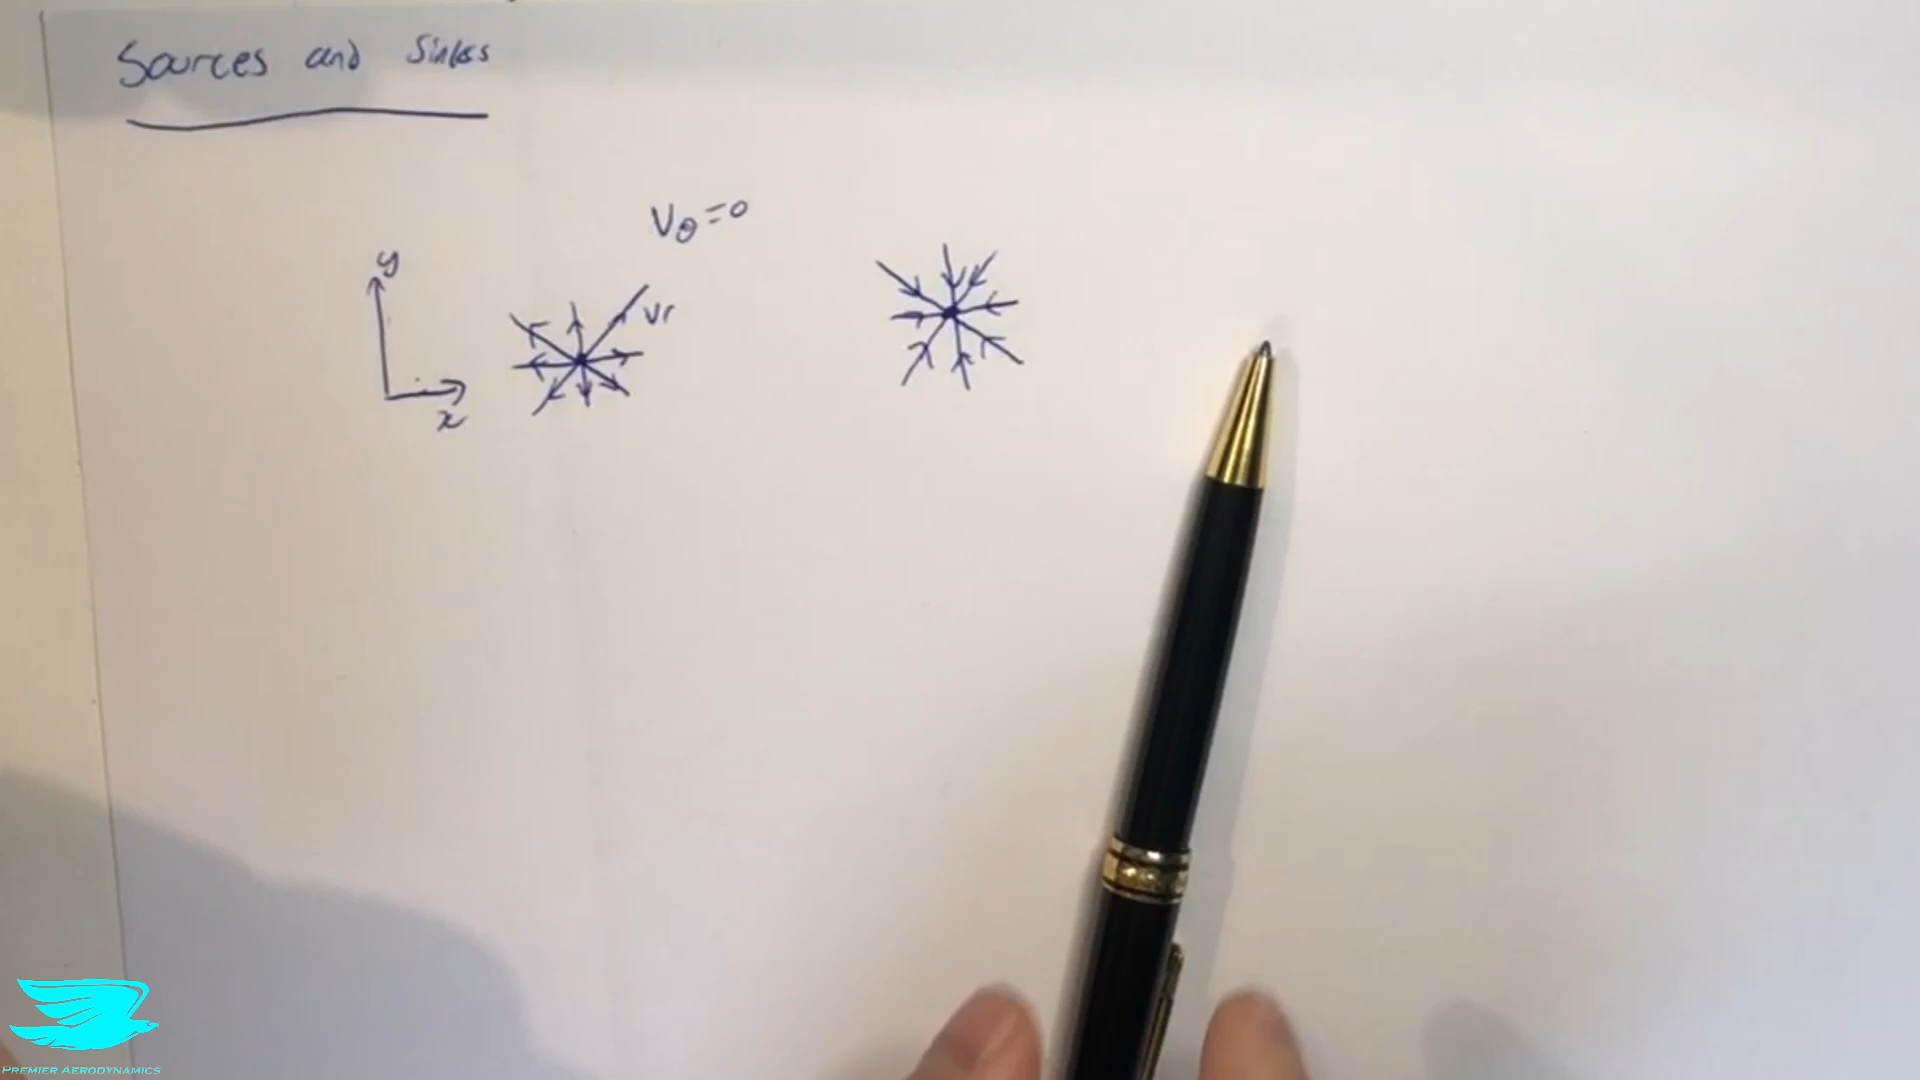 Sources and Sinks
Vθ=0
y
Vr
x
PREMIER AERODYNAMICS